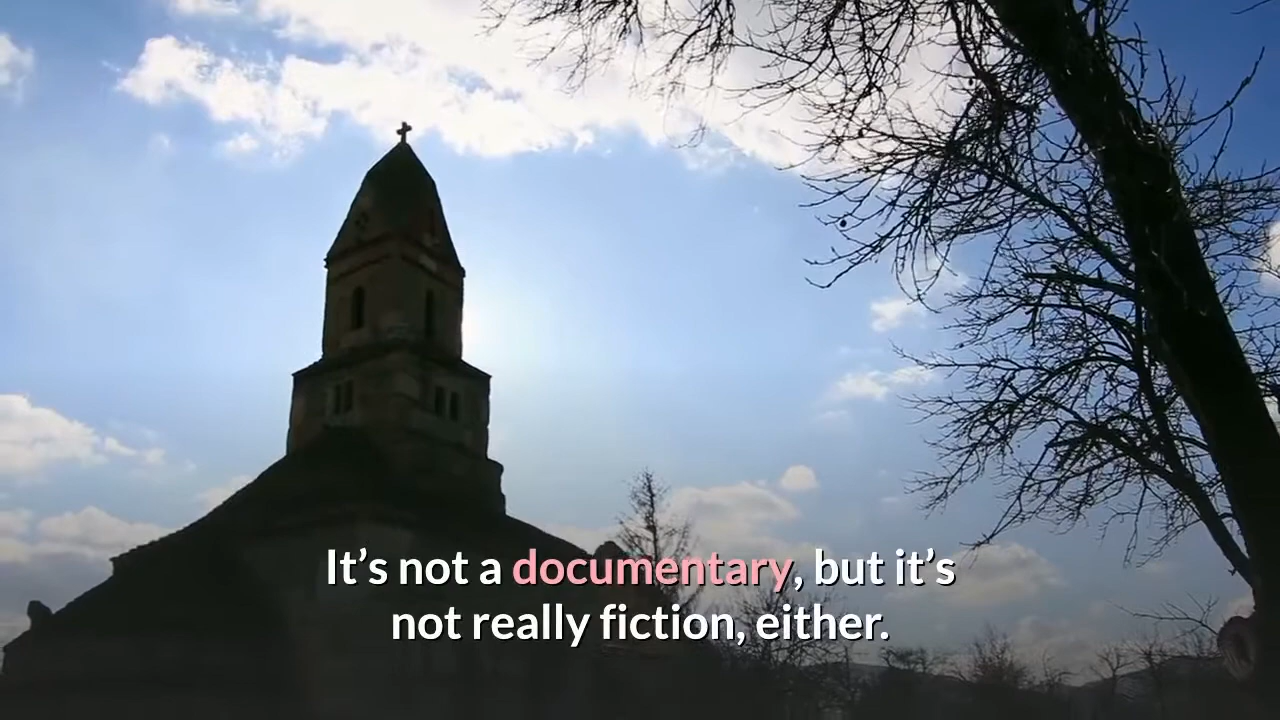 It’s not a documentary, but it’s
not really fiction, either.